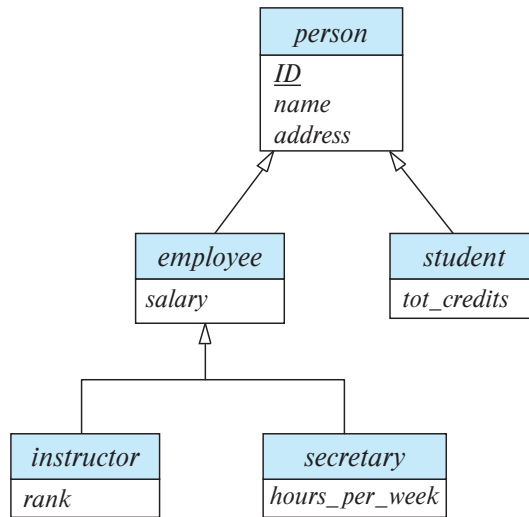 person
ID
name
address
employee
salary
student
tot_credits
instructor
rank
secretary
hours_per_week